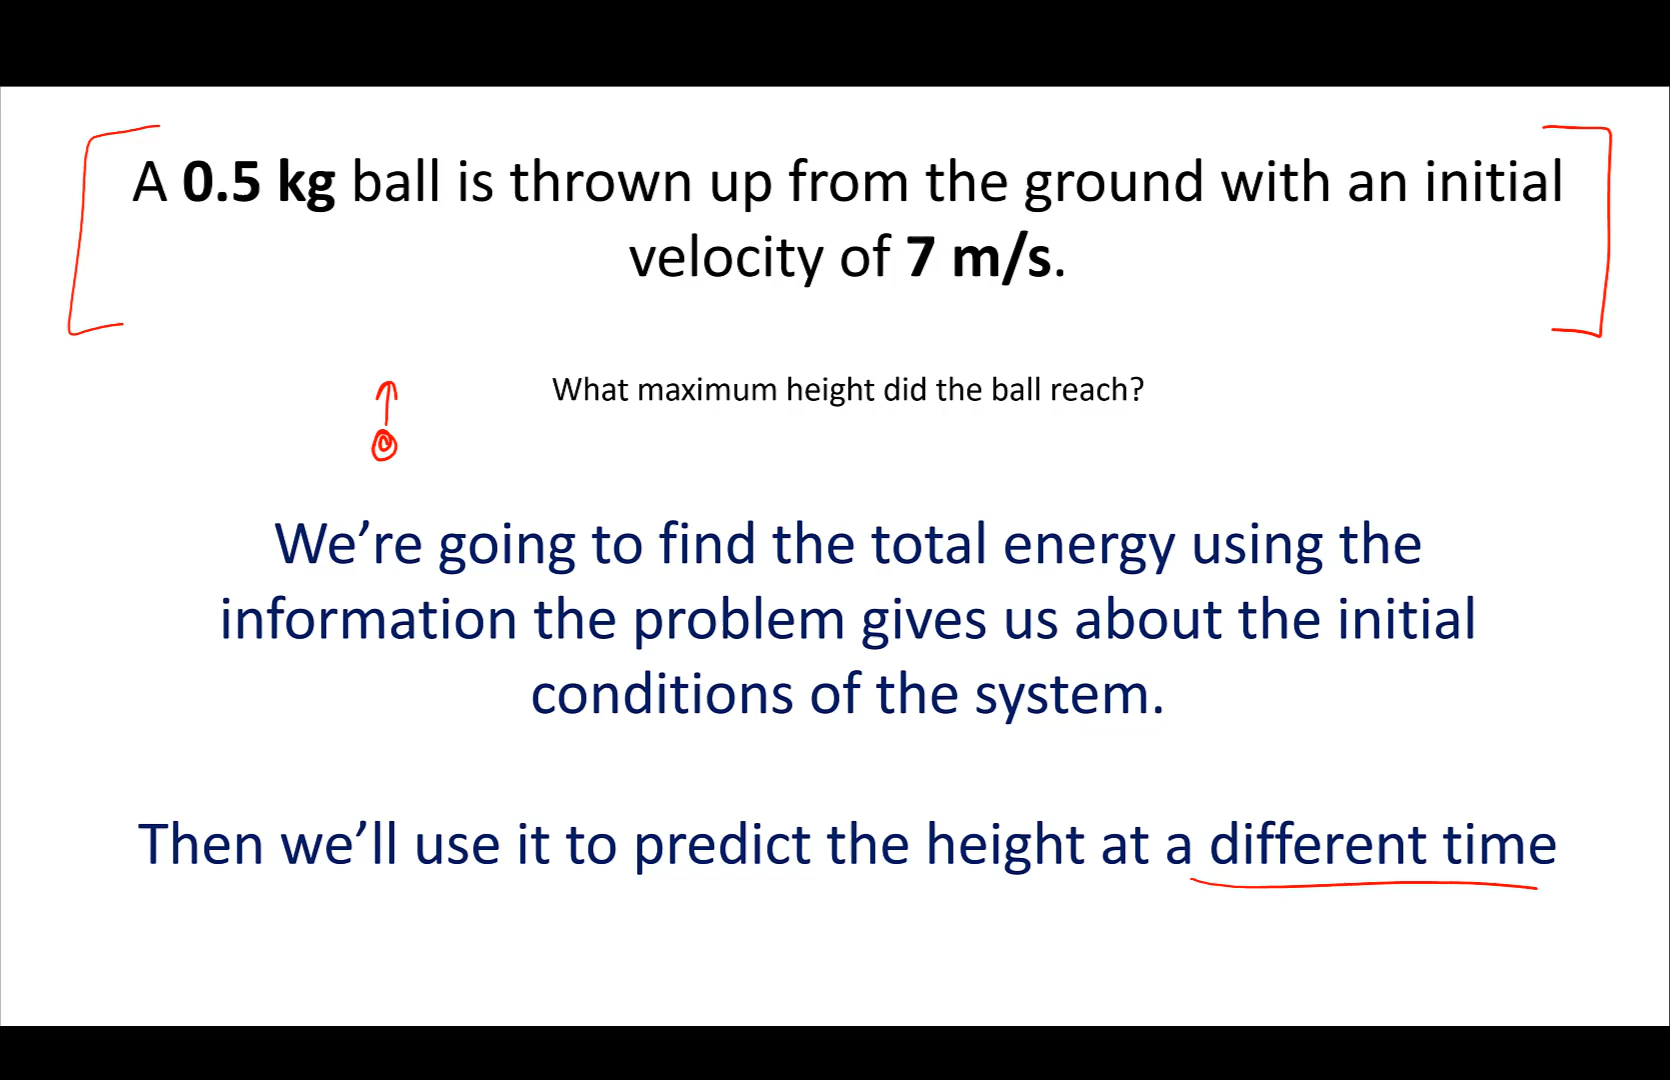 A 0.5 kg ball is thrown up from the ground with an initial
velocity of 7 m/s.
What maximum height did the ball reach?
We’re going to find the total energy using the
information the problem gives us about the initial
conditions of the system.
Then we’ll use it to predict the height at a different time